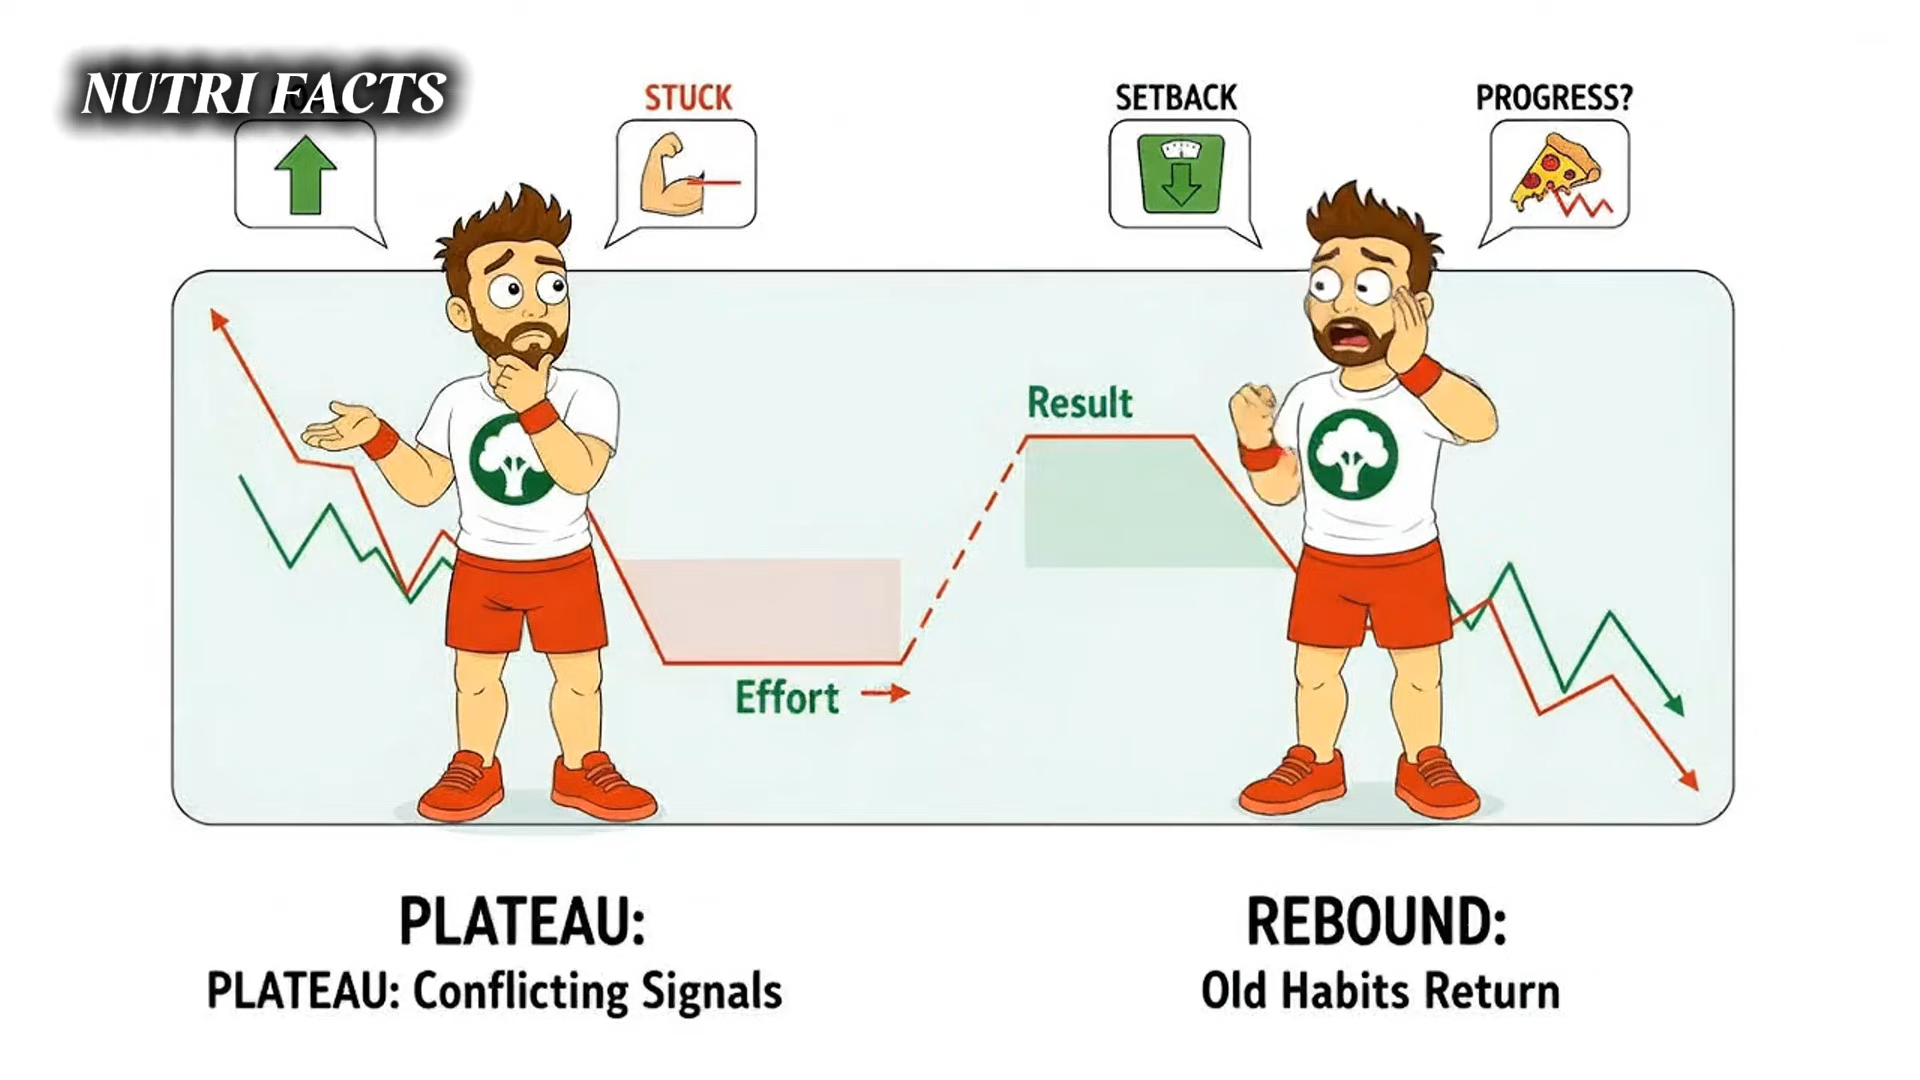 NUTRI FACTS
STUCK
SETBACK
PROGRESS?
Result
Effort
PLATEAU:
PLATEAU: Conflicting Signals
REBOUND:
Old Habits Return